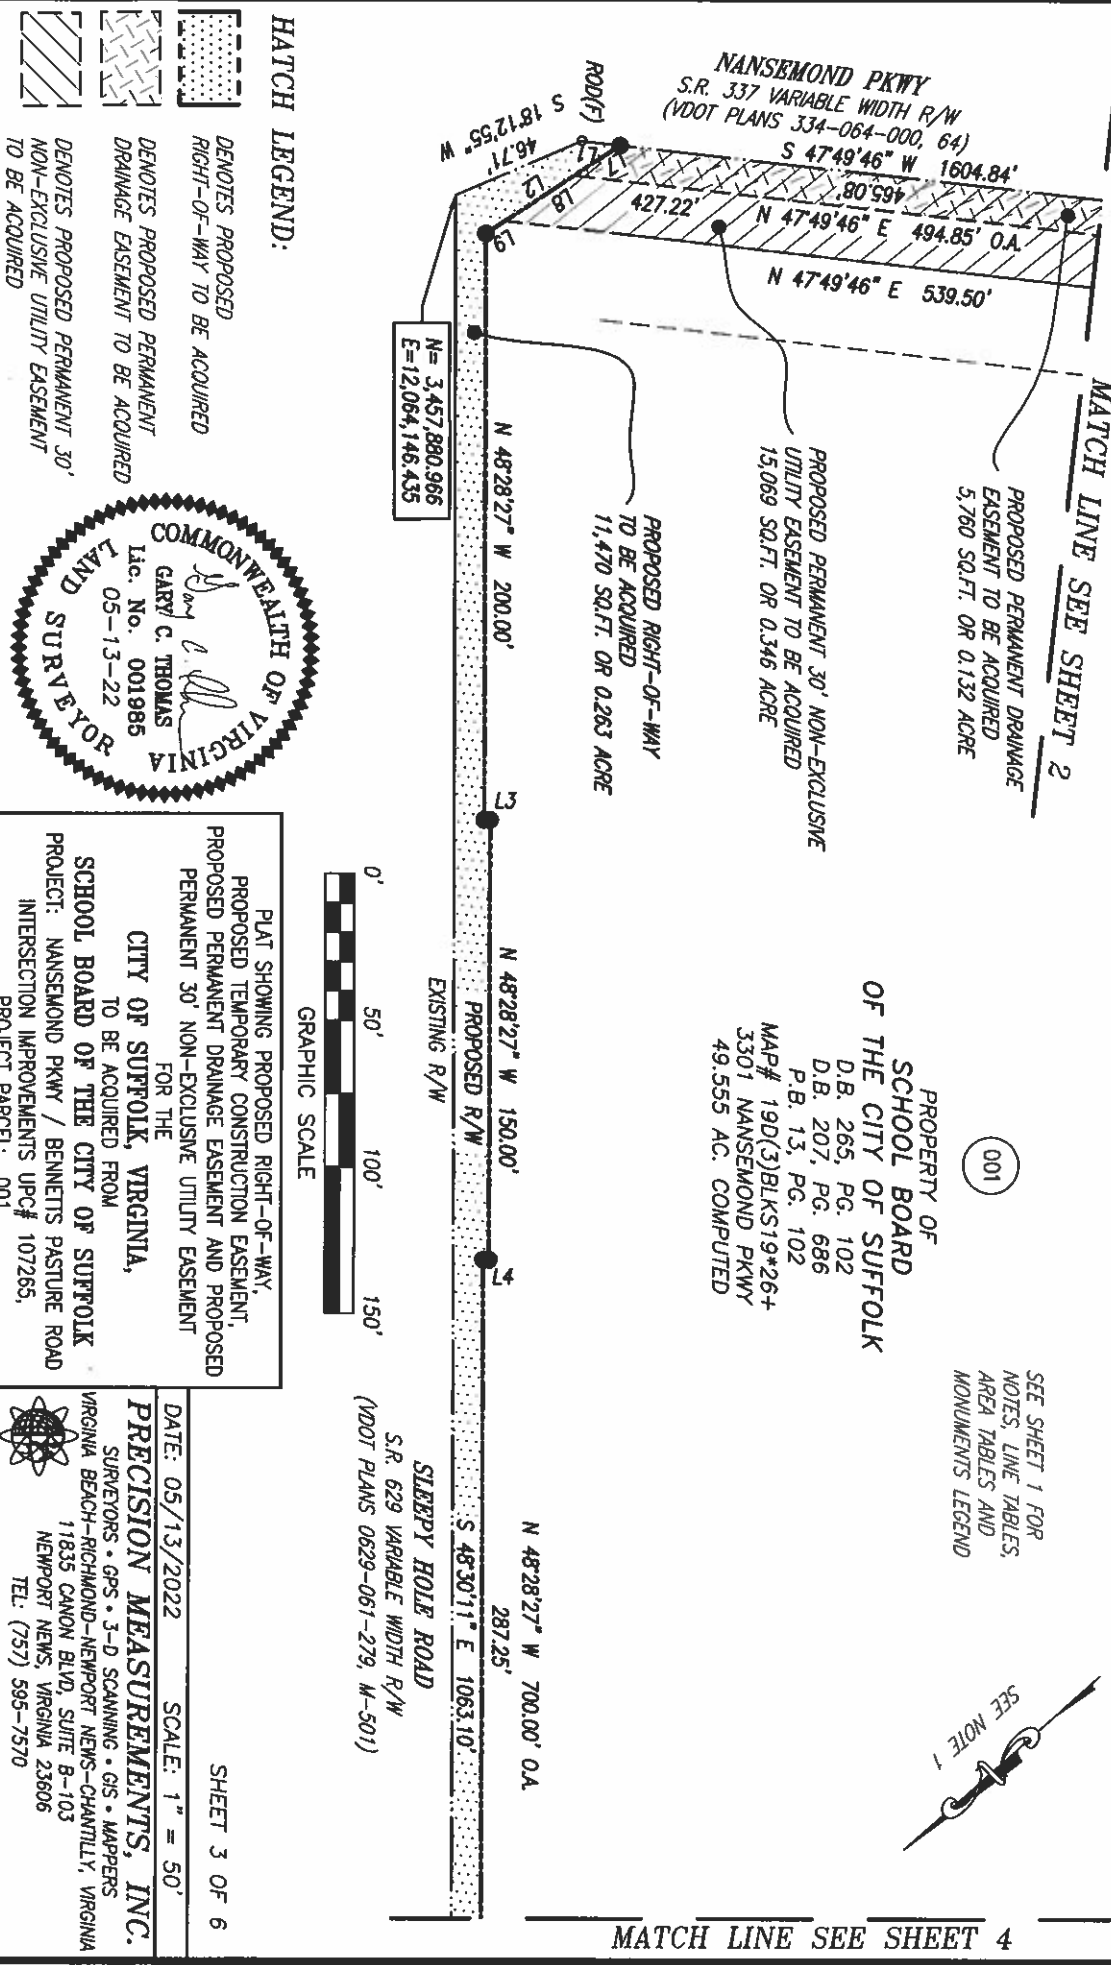 MATCH LINE SEE SHEET 2
NANSEMOND PKWY
S.R. 337 VARIABLE WIDTH R/W
(VDOT PLANS 334-064-000, 64)
S 47°49'46" W 1604.84'
465.08'
N 47°49'46" E 494.85' O.A.
427.22'
N 47°49'46" E 539.50'
ROD(F)
L1
L7
L2
L8
L9
S 18°12'55" W
46.71'
N= 3,457,880.966
E=12,064,146.435
PROPOSED PERMANENT DRAINAGE
EASEMENT TO BE ACQUIRED
5,760 SQ.FT. OR 0.132 ACRE
PROPOSED PERMANENT 30' NON-EXCLUSIVE
UTILITY EASEMENT TO BE ACQUIRED
15,069 SQ.FT. OR 0.346 ACRE
PROPOSED RIGHT-OF-WAY
TO BE ACQUIRED
11,470 SQ.FT. OR 0.263 ACRE
N 48°28'27" W 200.00'
L3
N 48°28'27" W 150.00'
L4
PROPOSED R/W
EXISTING R/W
N 48°28'27" W 700.00' O.A.
287.25'
S 48°30'11" E 1063.10'
SLEEPY HOLE ROAD
S.R. 629 VARIABLE WIDTH R/W
(VDOT PLANS 0629-061-279, M-501)
001
PROPERTY OF
SCHOOL BOARD
OF THE CITY OF SUFFOLK
D.B. 265, PG. 102
D.B. 207, PG. 686
P.B. 13, PG. 102
MAP# 19D(3)BLKS19*26+
3301 NANSEMOND PKWY
49.555 AC. COMPUTED
SEE SHEET 1 FOR
NOTES, LINE TABLES,
AREA TABLES AND
MONUMENTS LEGEND
SEE NOTE 1
MATCH LINE SEE SHEET 4
HATCH LEGEND:
DENOTES PROPOSED
RIGHT-OF-WAY TO BE ACQUIRED
DENOTES PROPOSED PERMANENT
DRAINAGE EASEMENT TO BE ACQUIRED
DENOTES PROPOSED PERMANENT 30'
NON-EXCLUSIVE UTILITY EASEMENT
TO BE ACQUIRED
COMMONWEALTH OF VIRGINIA
GARY C. THOMAS
Lic. No. 001985
05-13-22
LAND SURVEYOR
0' 50' 100' 150'
GRAPHIC SCALE
PLAT SHOWING PROPOSED RIGHT-OF-WAY,
PROPOSED TEMPORARY CONSTRUCTION EASEMENT,
PROPOSED PERMANENT DRAINAGE EASEMENT AND PROPOSED
PERMANENT 30' NON-EXCLUSIVE UTILITY EASEMENT
FOR THE
CITY OF SUFFOLK, VIRGINIA,
TO BE ACQUIRED FROM
SCHOOL BOARD OF THE CITY OF SUFFOLK
PROJECT: NANSEMOND PKWY / BENNETTS PASTURE ROAD
INTERSECTION IMPROVEMENTS UPC# 107265,
PROJECT PARCEL: 001
SHEET 3 OF 6
DATE: 05/13/2022 SCALE: 1" = 50'
PRECISION MEASUREMENTS, INC.
SURVEYORS • GPS • 3-D SCANNING • GIS • MAPPERS
VIRGINIA BEACH-RICHMOND-NEWPORT NEWS-CHANTILLY, VIRGINIA
11835 CANON BLVD, SUITE B-103
NEWPORT NEWS, VIRGINIA 23606
TEL: (757) 595-7570